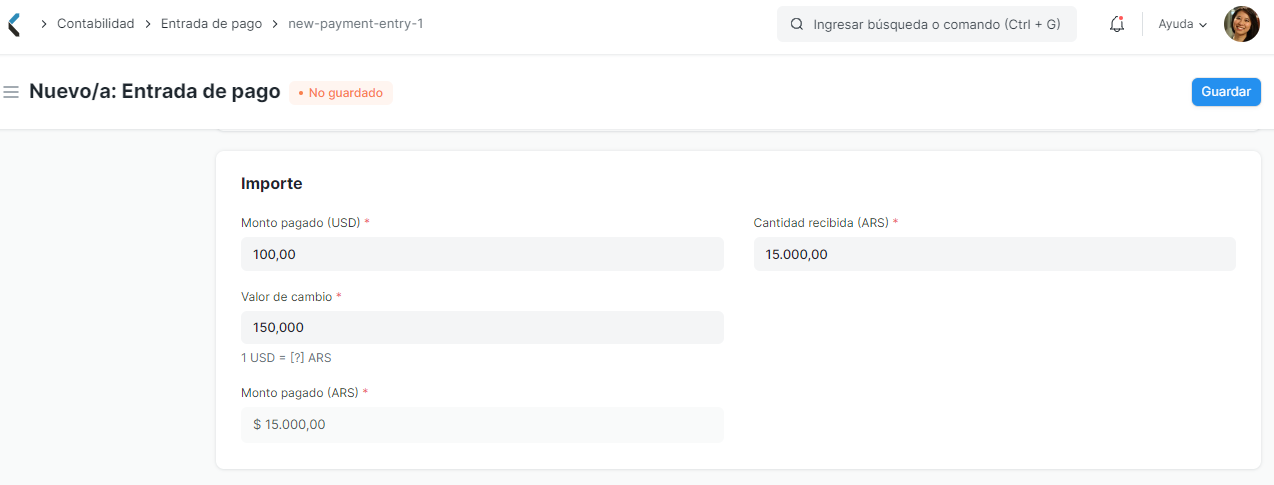 Contabilidad Entrada de pago new-payment-entry-1 Ingresar búsqueda o comando (Ctrl + G) Ayuda
Nuevo/a: Entrada de pago • No guardado Guardar
Importe
Monto pagado (USD) * Cantidad recibida (ARS) *
100,00 15.000,00
Valor de cambio *
150,000
1 USD = [?] ARS
Monto pagado (ARS) *
$ 15.000,00